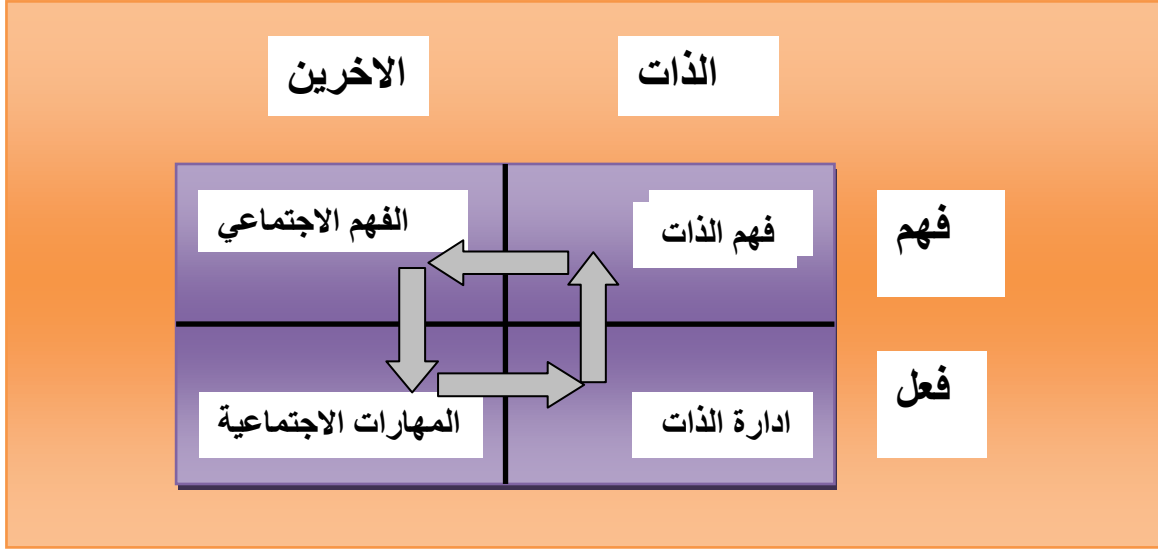 الذات
الاخرين
فهم
فهم الذات
الفهم الاجتماعي
فعل
ادارة الذات
المهارات الاجتماعية